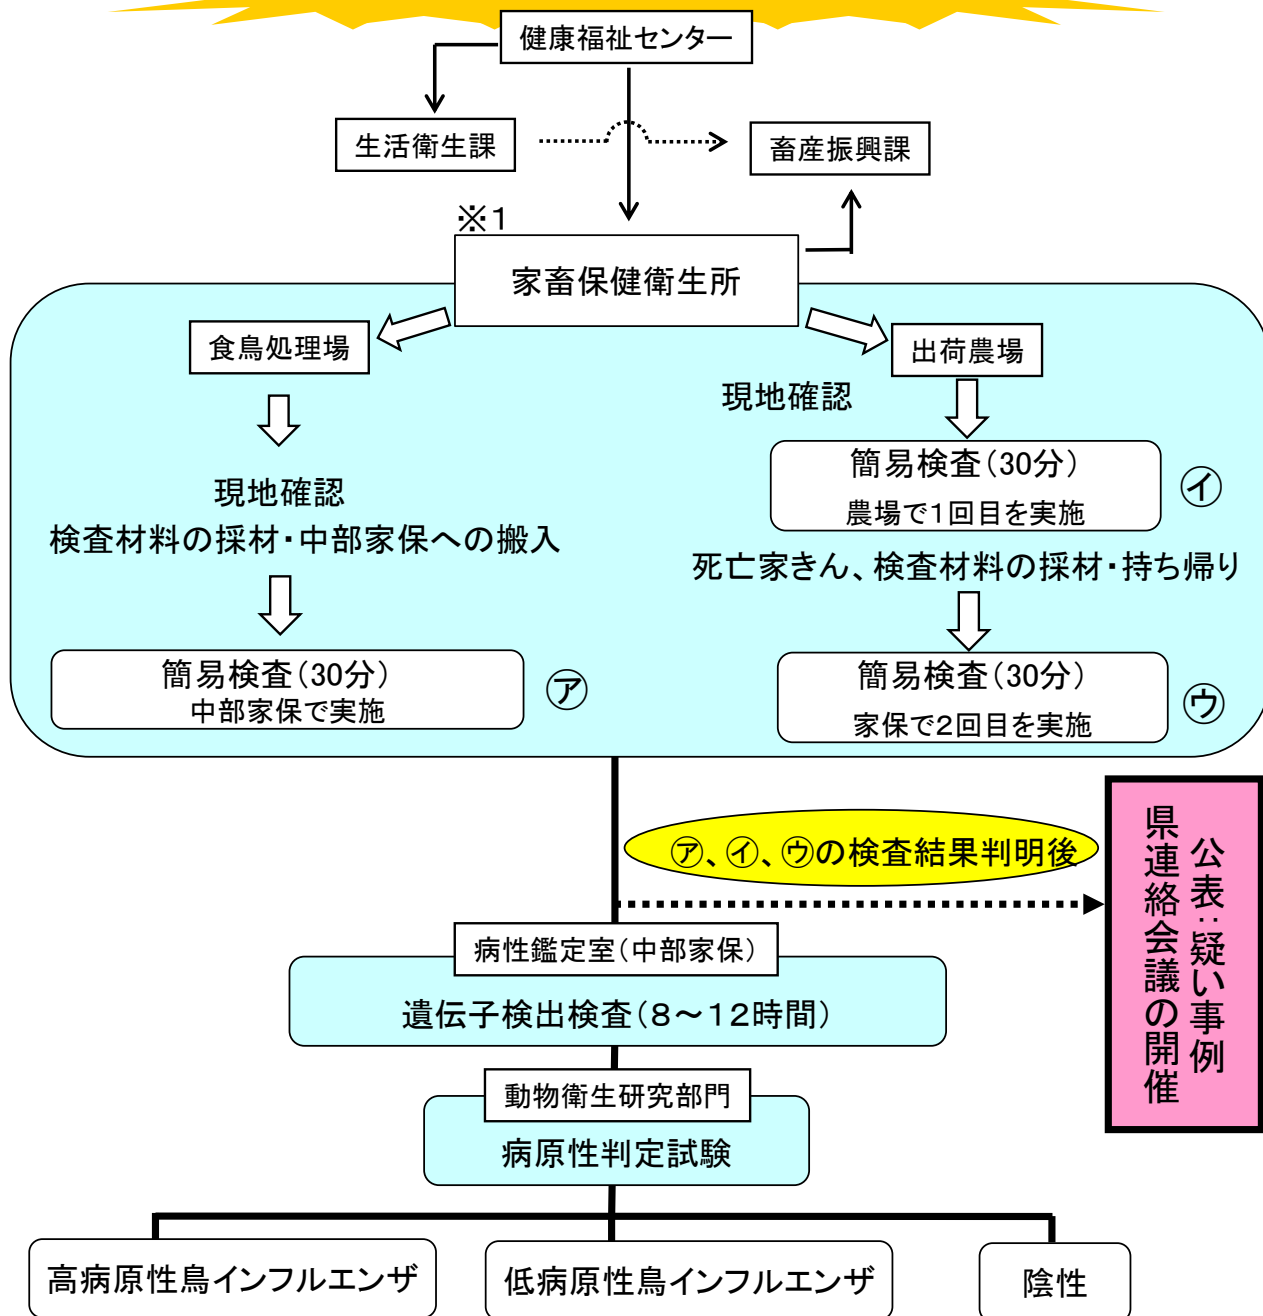 健康福祉センター
生活衛生課
畜産振興課
※1
家畜保健衛生所
食鳥処理場
出荷農場
現地確認
簡易検査（30分）
農場で１回目を実施
㋑
現地確認
検査材料の採材・中部家保への搬入
死亡家きん、検査材料の採材・持ち帰り
簡易検査（30分）
中部家保で実施
㋐
簡易検査（30分）
家保で２回目を実施
㋒
㋐、㋑、㋒の検査結果判明後
公表：疑い事例
県連絡会議の開催
病性鑑定室（中部家保）
遺伝子検出検査（８～１２時間）
動物衛生研究部門
病原性判定試験
高病原性鳥インフルエンザ
低病原性鳥インフルエンザ
陰性